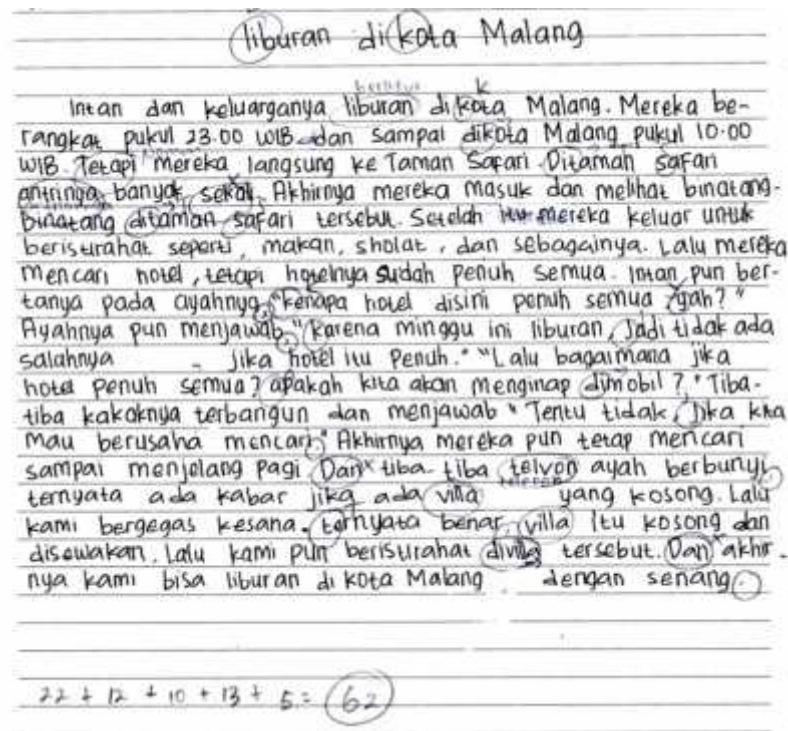 liburan di kota Malang
berlibur k
Intan dan keluarganya liburan di kota Malang. Mereka be-
rangkat pukul 23.00 WIB dan sampai dikota Malang pukul 10.00
WIB. Tetapi mereka langsung ke Taman Safari. Ditamah safari
antringa banyak sekali. Akhirnya mereka masuk dan melihat binatang-
binatang ditaman safari tersebut. Setelah itu mereka keluar untuk
beristirahat seperti, makan, sholat, dan sebagainya. Lalu mereka
mencari hotel, tetapi hotelnya sudah penuh semua. Intan pun ber-
tanya pada ayahnya, "kenapa hotel disini penuh semua yah?"
Ayahnya pun menjawab, "karena minggu ini liburan, Jadi tidak ada
salahnya jika hotel itu Penuh." "Lalu bagaimana jika
hotel penuh semua? apakah kita akan menginap dimobil?" Tiba-
tiba kakaknya terbangun dan menjawab "Tentu tidak, Jika kita
mau berusaha mencari." Akhirnya mereka pun tetap mencari
sampai menjelang pagi. Dan tiba-tiba telvon ayah berbunyi
ternyata ada kabar jika ada villa yang kosong. Lalu
kami bergegas kesana. ternyata benar, villa itu kosong dan
disewakan. Lalu kami pun beristirahat divilla tersebut. Dan akhir-
nya kami bisa liburan di kota Malang dengan senang.
22 + 12 + 10 + 13 + 5 = 62